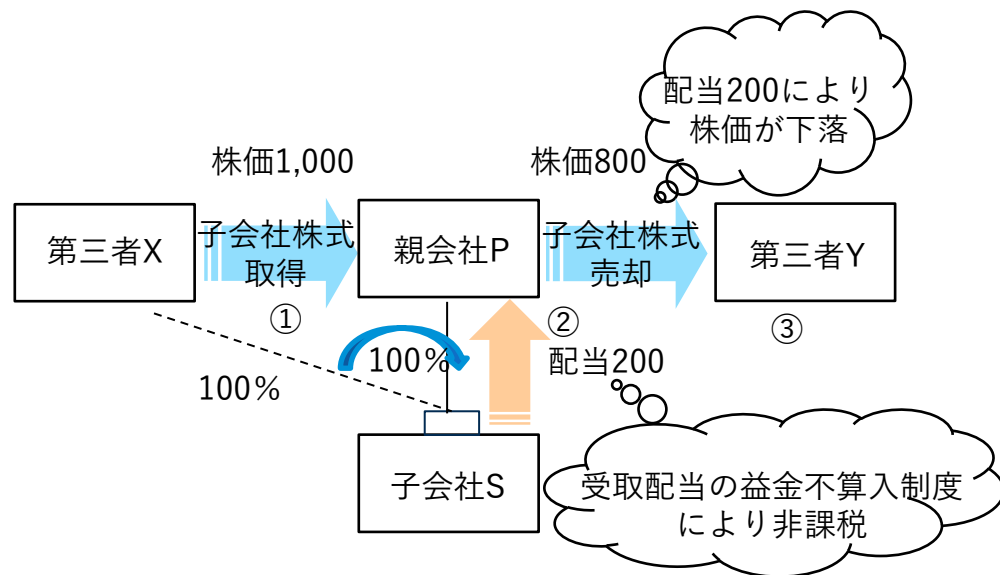 配当200により
株価が下落
株価1,000
株価800
第三者X
子会社株式
取得
親会社P
子会社株式
売却
第三者Y
①
②
③
100%
100%
配当200
子会社S
受取配当の益金不算入制度
により非課税